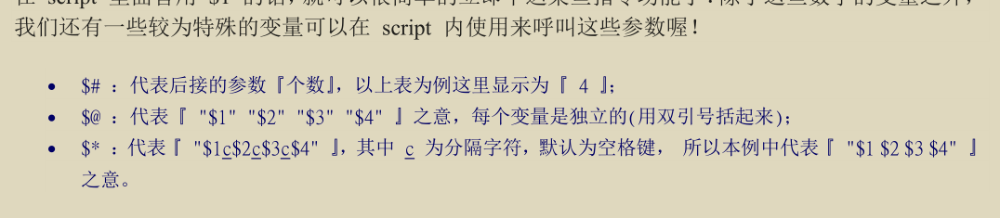 在 script 里面善用 $1 的话，就可以很简单的立即下达某些指令功能了！除了这些数字的变量之外，
我们还有一些较为特殊的变量可以在 script 内使用来呼叫这些参数喔！
• $# ：代表后接的参数『个数』，以上表为例这里显示为『 4 』；
• $@ ：代表『 "$1" "$2" "$3" "$4" 』之意，每个变量是独立的(用双引号括起来)；
• $* ：代表『 "$1c$2c$3c$4" 』，其中 c 为分隔字符，默认为空格键， 所以本例中代表『 "$1 $2 $3 $4" 』
之意。